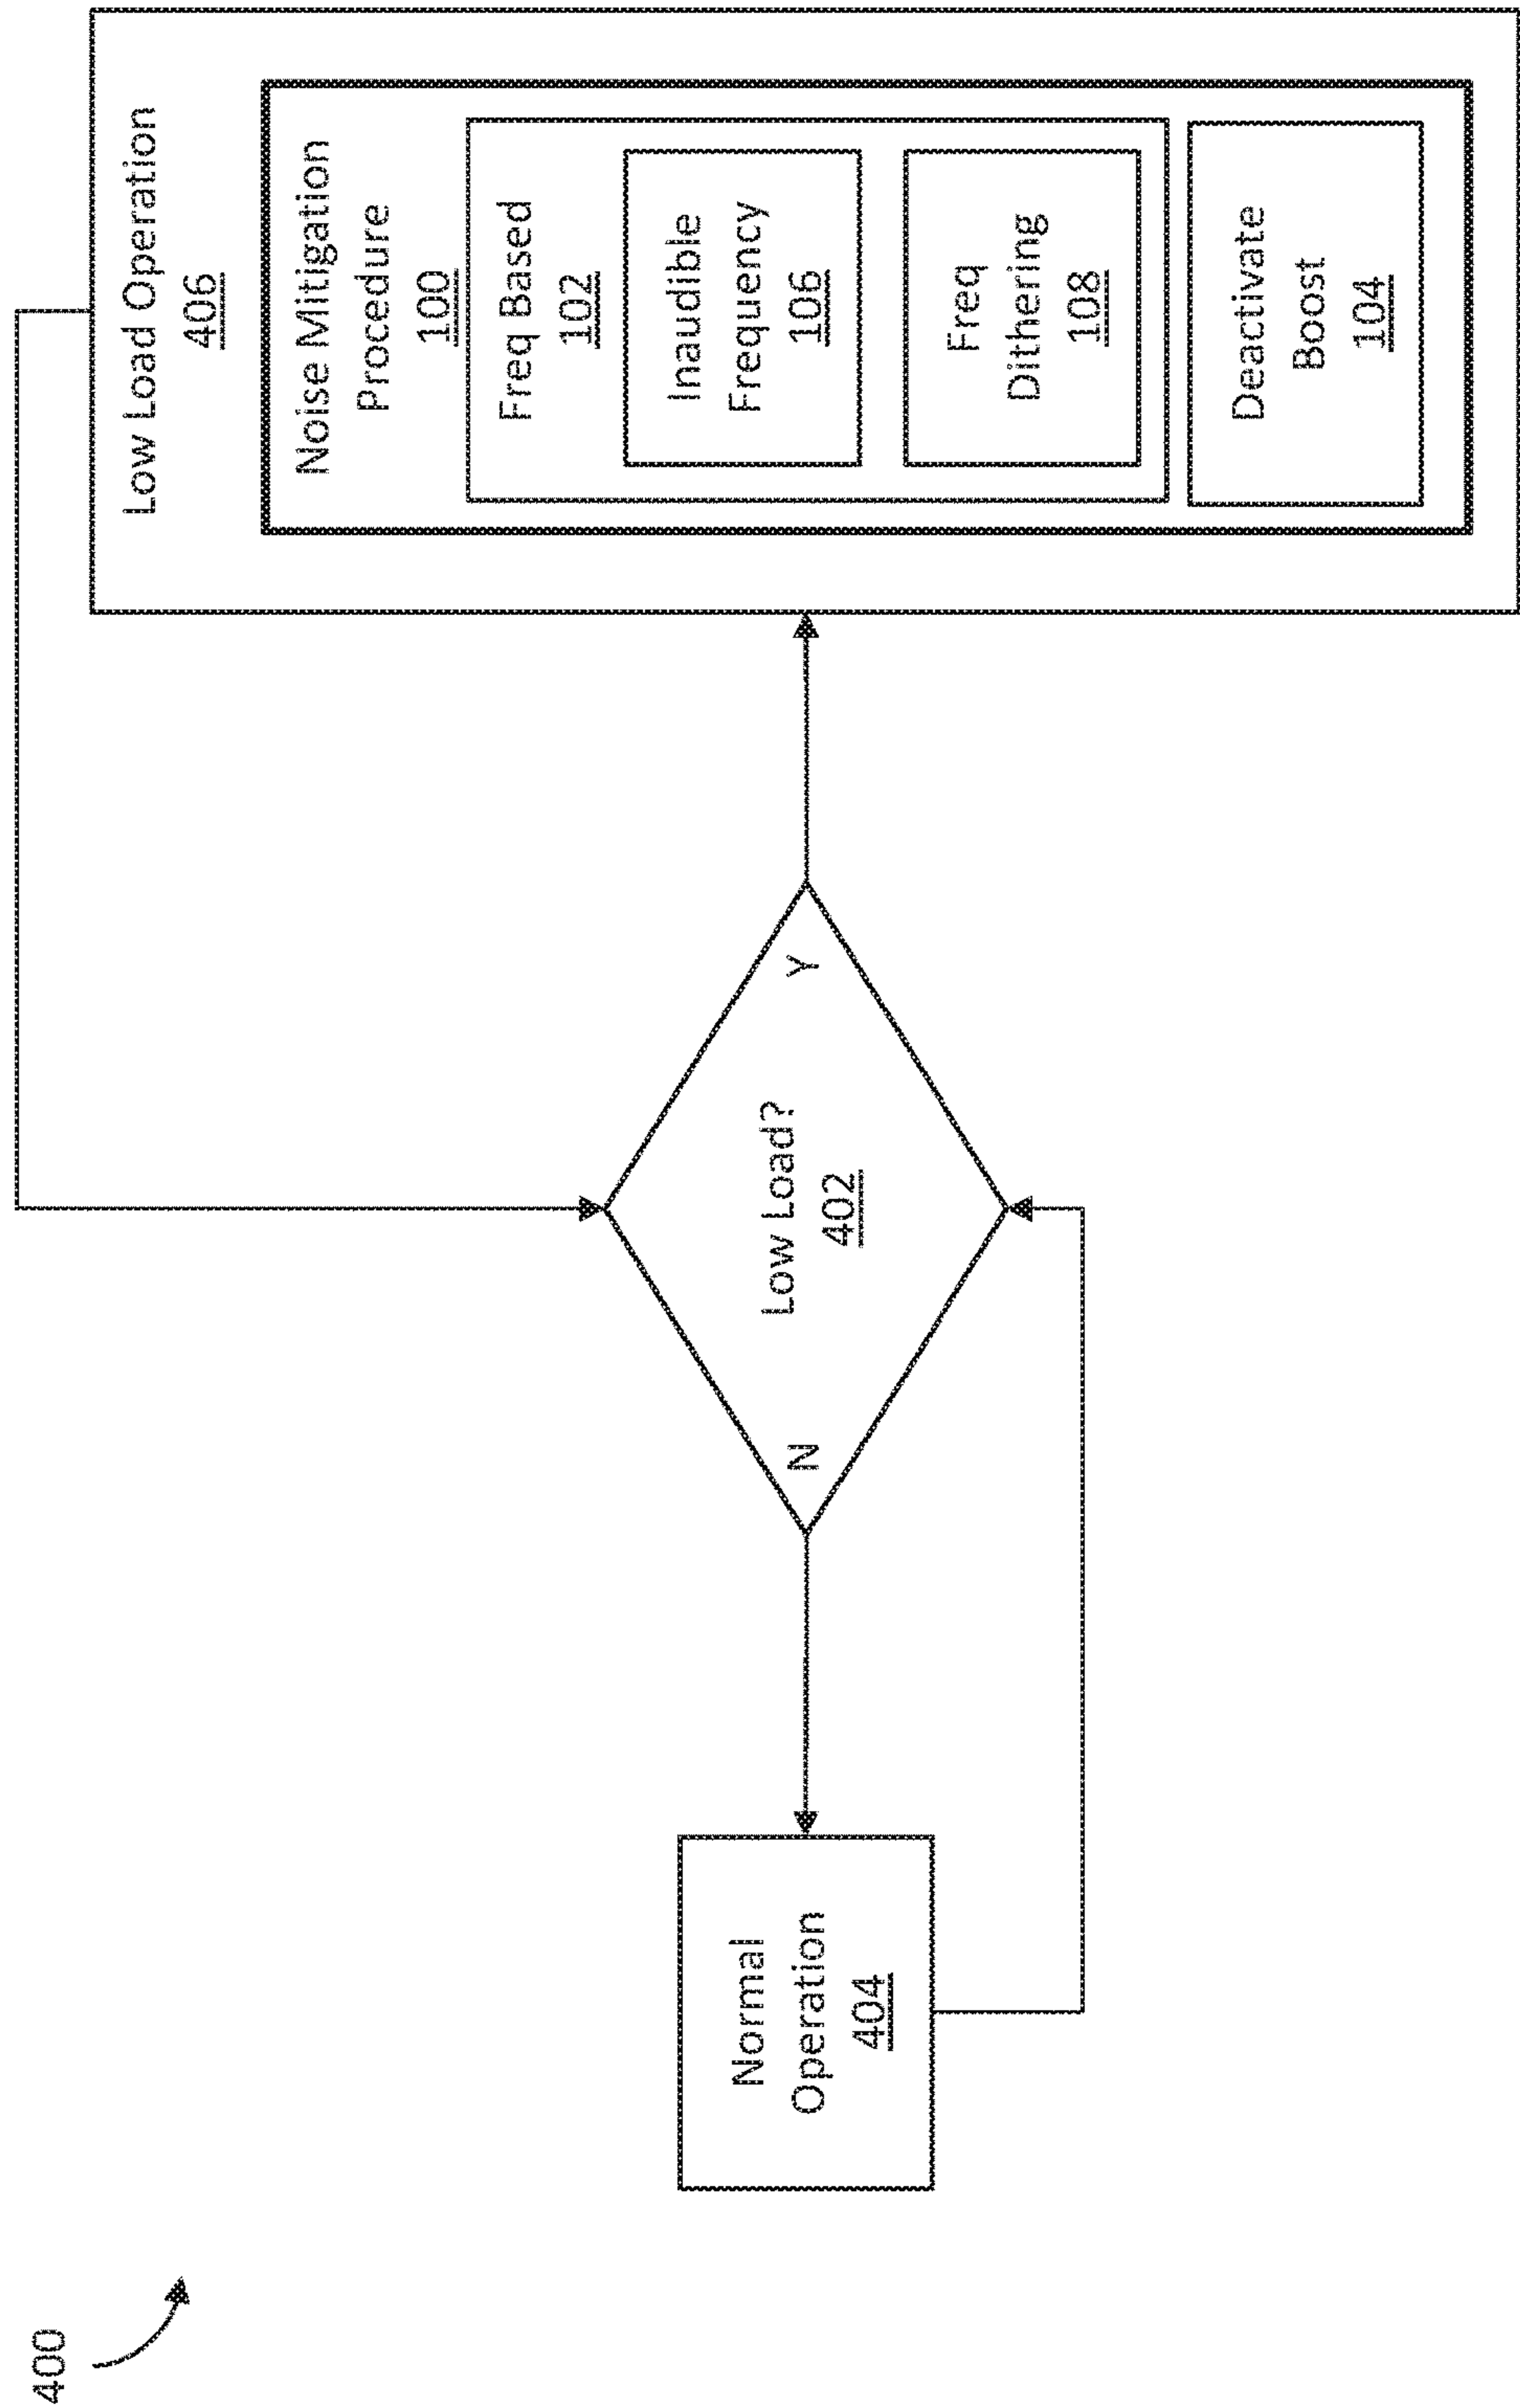 400
Normal
Operation
404
N
Low Load?
402
Y
Low Load Operation
406
Noise Mitigation
Procedure
100
Freq Based
102
Inaudible
Frequency
106
Freq
Dithering
108
Deactivate
Boost
104